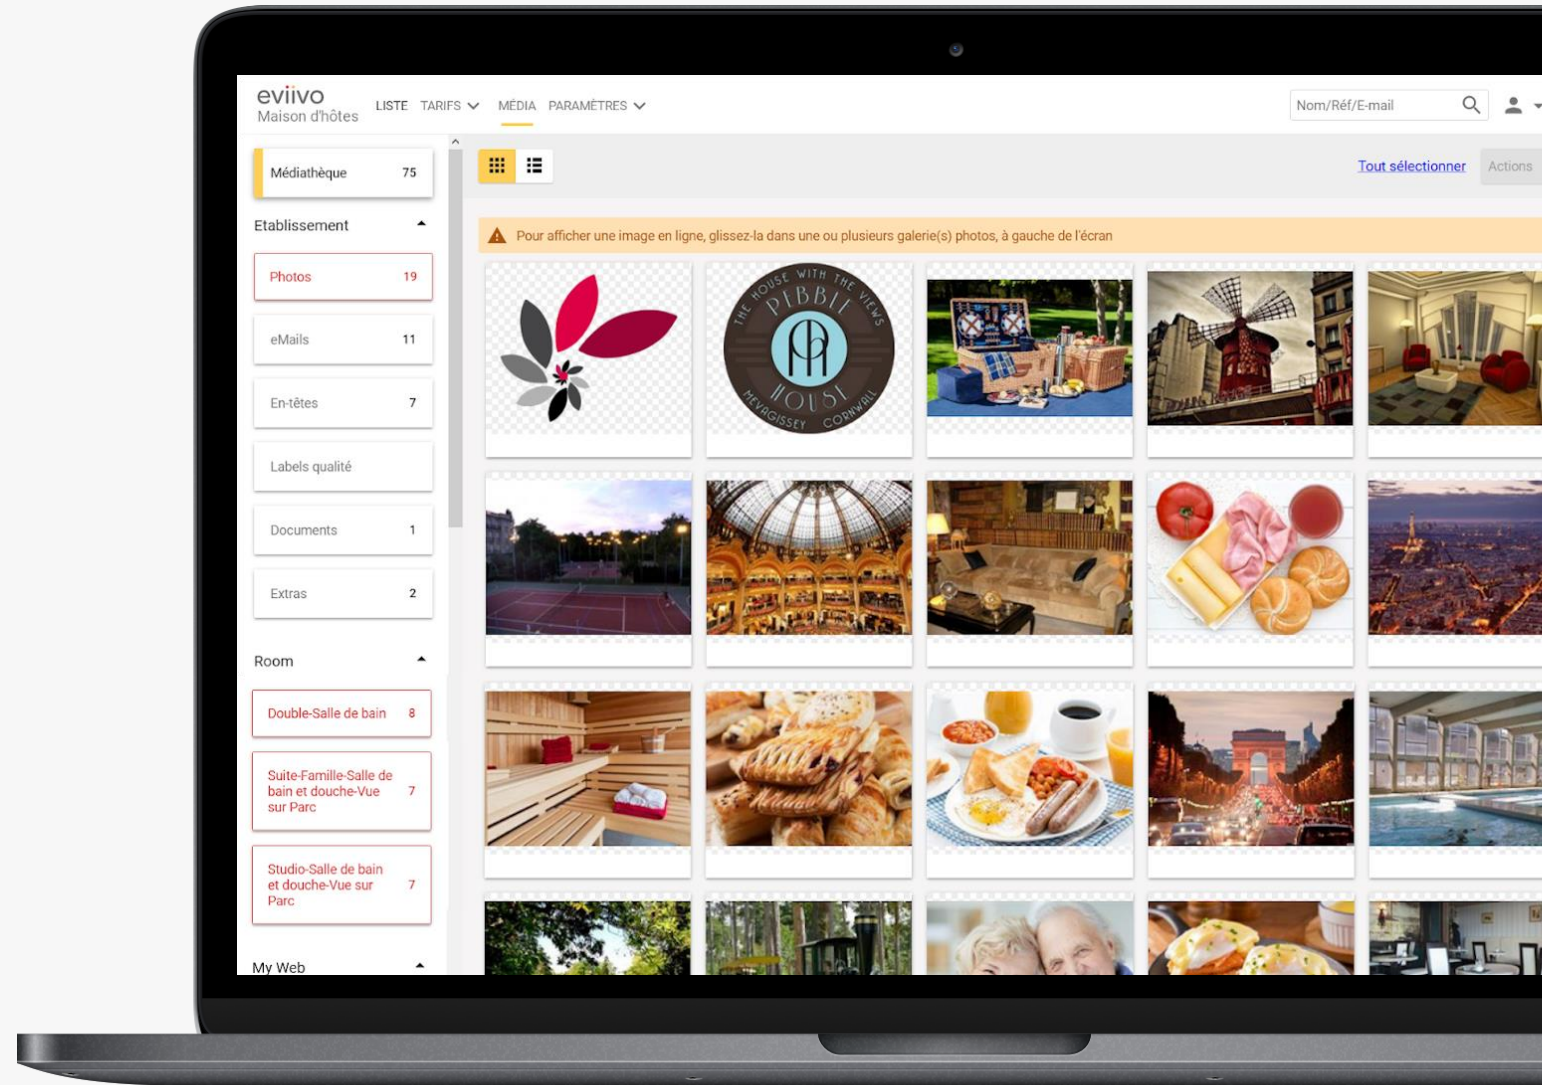 eviivo
Maison d'hôtes
LISTE TARIFS MÉDIA PARAMÈTRES
Nom/Réf/E-mail
Médiathèque 75
Tout sélectionner Actions
Etablissement
Pour afficher une image en ligne, glissez-la dans une ou plusieurs galerie(s) photos, à gauche de l'écran
Photos 19
eMails 11
En-têtes 7
Labels qualité
Documents 1
Extras 2
Room
Double-Salle de bain 8
Suite-Famille-Salle de
bain et douche-Vue 7
sur Parc
Studio-Salle de bain
et douche-Vue sur 7
Parc
My Web
THE HOUSE WITH THE VIEWS
PEBBLE
HOUSE
MEVAGISSEY CORNWALL